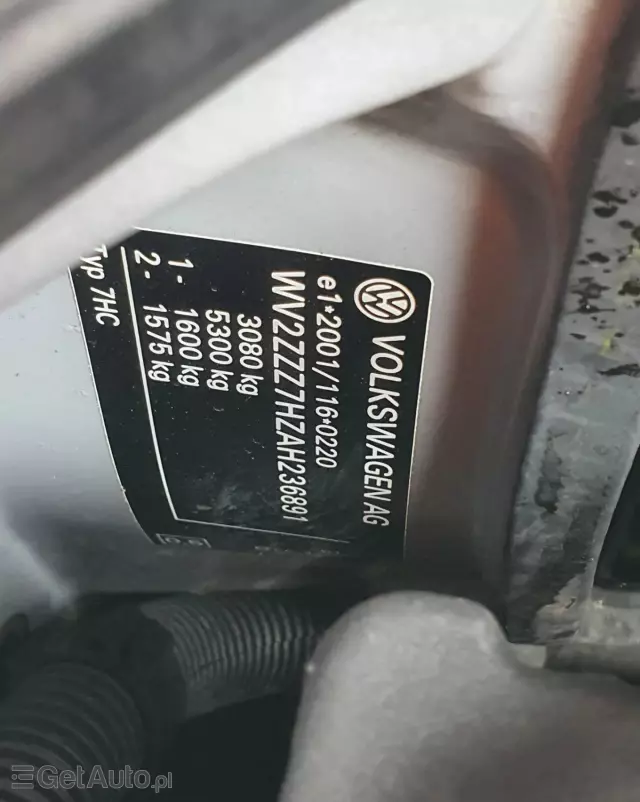 VOLKSWAGEN AG
e1*2001/116*0220
WV2ZZZ7HZAH236891
3080 kg
5300 kg
1- 1600 kg
2- 1575 kg
Typ 7HC
GetAuto.pl